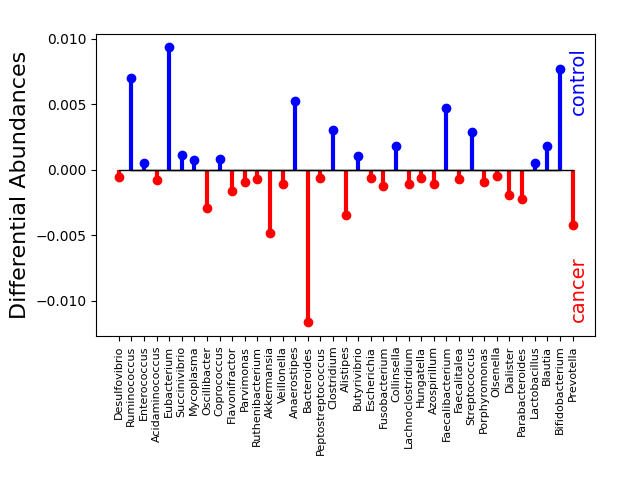 Differential Abundances
0.010
0.005
0.000
−0.005
−0.010
control
cancer
Desulfovibrio
Ruminococcus
Enterococcus
Acidaminococcus
Eubacterium
Succinivibrio
Mycoplasma
Oscillibacter
Coprococcus
Flavonifractor
Parvimonas
Ruthenibacterium
Akkermansia
Veillonella
Anaerostipes
Bacteroides
Peptostreptococcus
Clostridium
Alistipes
Butyrivibrio
Escherichia
Fusobacterium
Collinsella
Lachnoclostridium
Hungatella
Azospirillum
Faecalibacterium
Faecalitalea
Streptococcus
Porphyromonas
Olsenella
Dialister
Parabacteroides
Lactobacillus
Blautia
Bifidobacterium
Prevotella